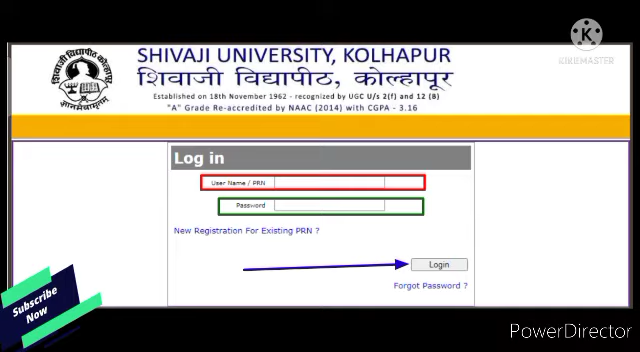 KINEMASTER
SHIVAJI UNIVERSITY, KOLHAPUR
शिवाजी विद्यापीठ, कोल्हापूर
Established on 18th November 1962 - recognized by UGC U/s 2(f) and 12 (B)
"A" Grade Re-accredited by NAAC (2014) with CGPA - 3.16
Log in
User Name / PRN
Password
New Registration For Existing PRN ?
Login
Forgot Password ?
Subscribe
Now
PowerDirector